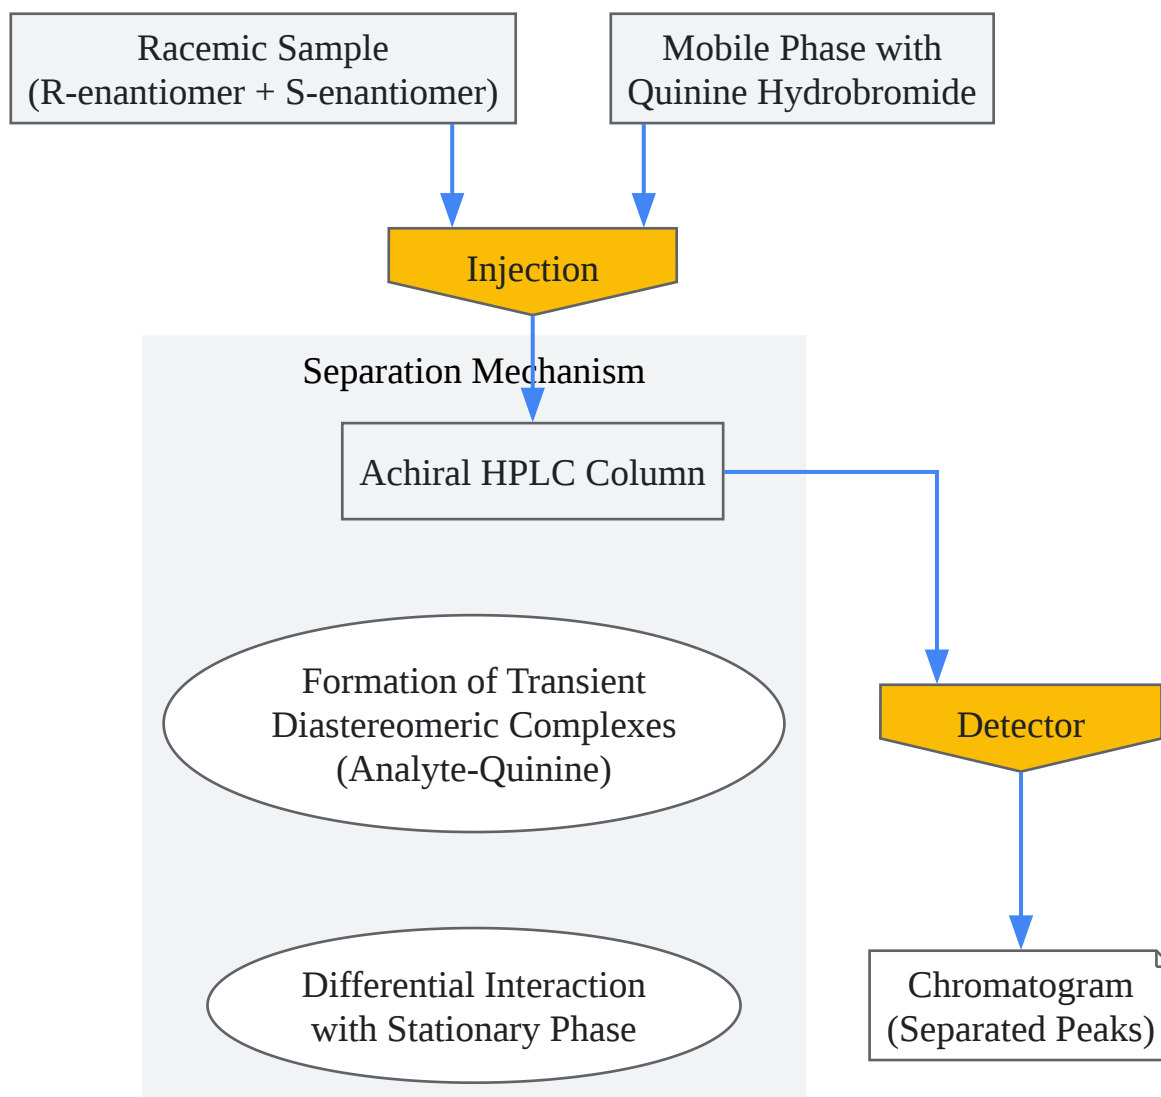 Racemic Sample
(R-enantiomer + S-enantiomer)
Mobile Phase with
Quinine Hydrobromide
Injection
Separation Mechanism
Achiral HPLC Column
Formation of Transient
Diastereomeric Complexes
(Analyte-Quinine)
Detector
Differential Interaction
with Stationary Phase
Chromatogram
(Separated Peaks)